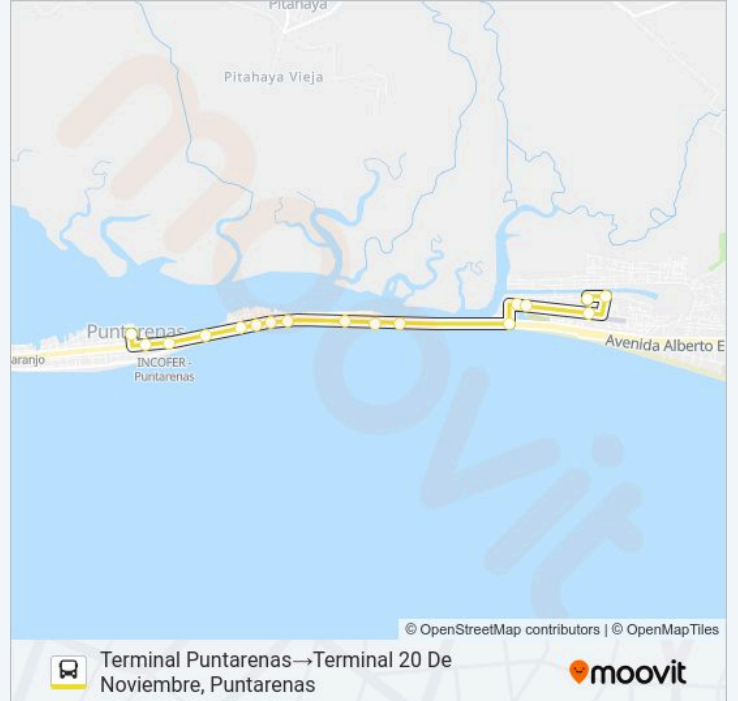 Pitahaya
Pitahaya Vieja
Puntarenas
aranjo
INCOFER -
Puntarenas
Avenida Alberto E
moovit
© OpenStreetMap contributors | © OpenMapTiles
Terminal Puntarenas→Terminal 20 De
Noviembre, Puntarenas
moovit